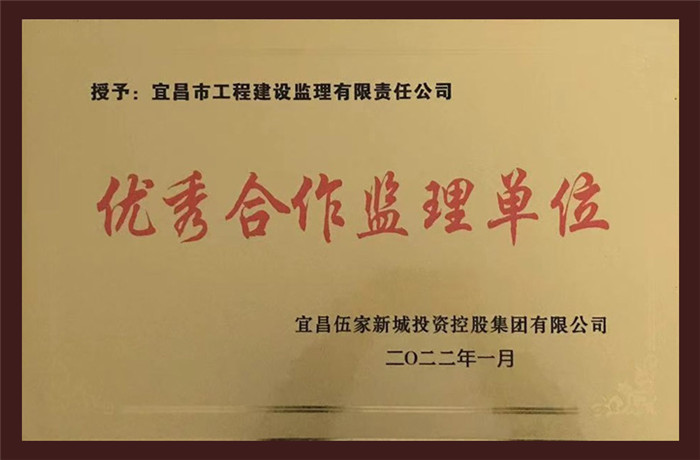 授予：宜昌市工程建设监理有限责任公司
优秀合作监理单位
宜昌伍家新城投资控股集团有限公司
二〇二二年一月